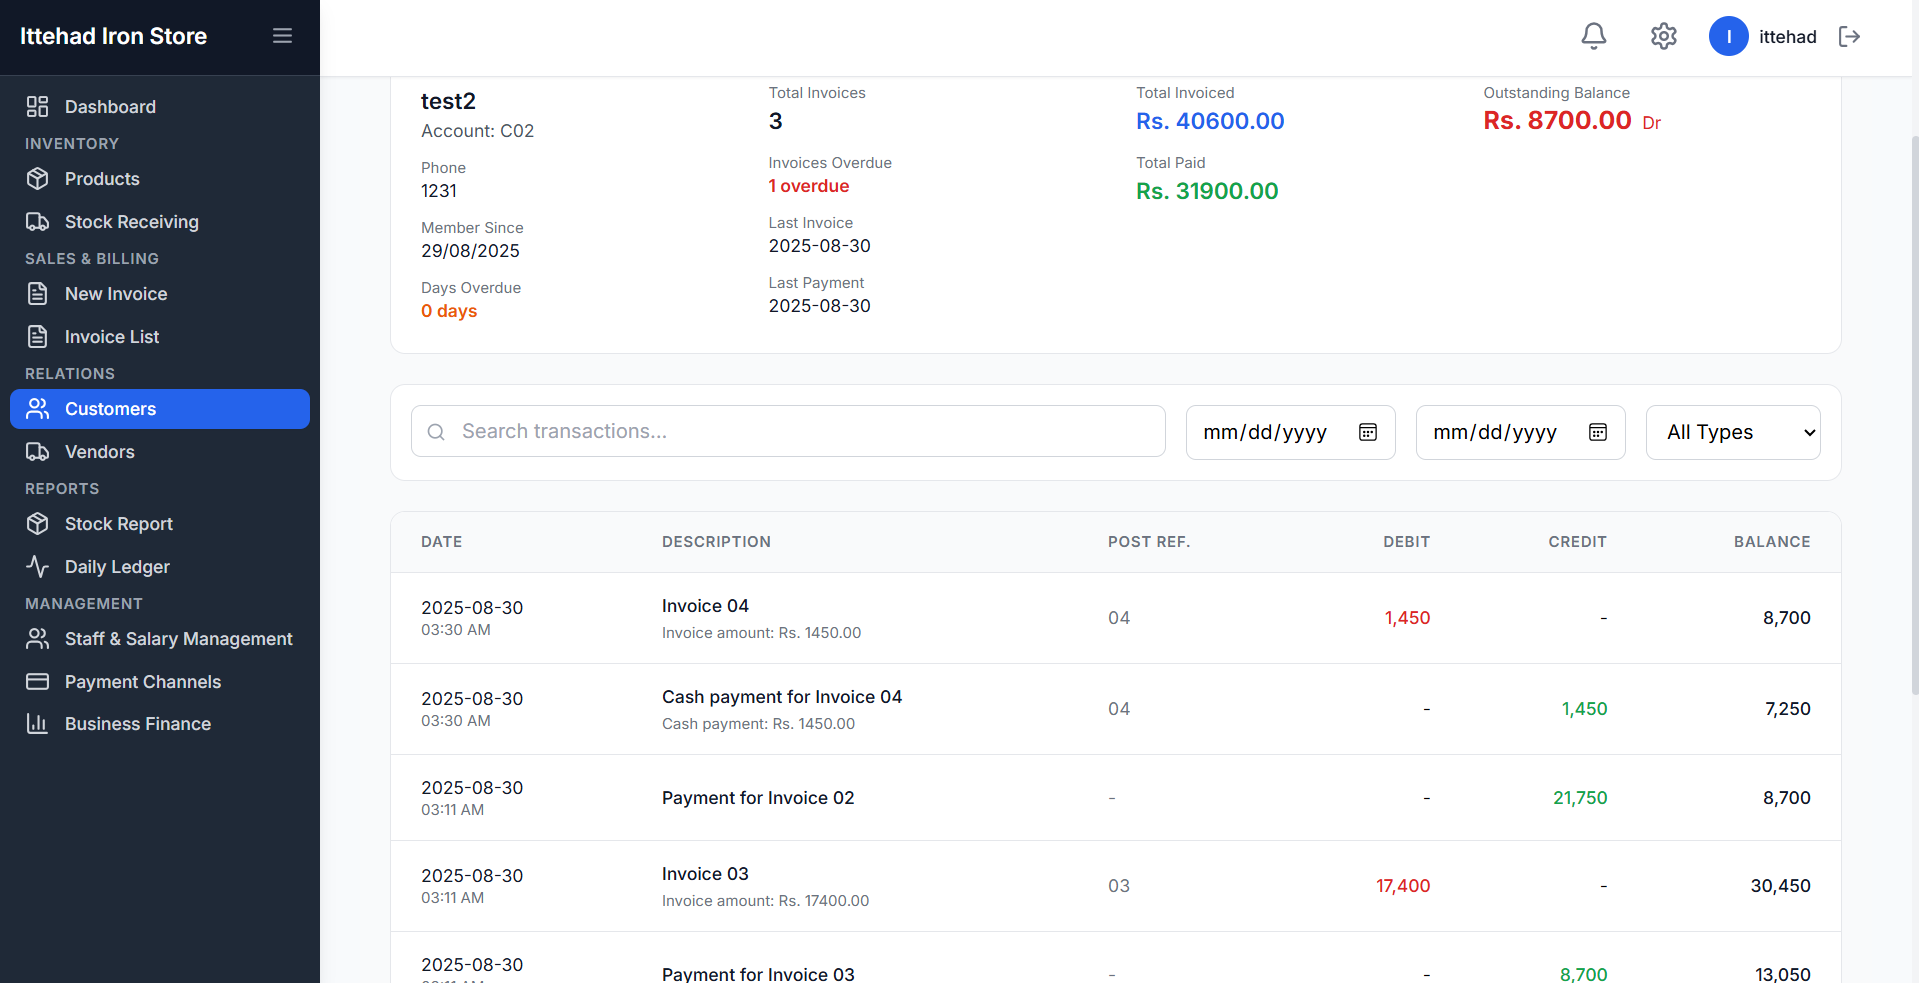 Ittehad Iron Store
I
ittehad
Dashboard
INVENTORY
Products
Stock Receiving
SALES & BILLING
New Invoice
Invoice List
RELATIONS
Customers
Vendors
REPORTS
Stock Report
Daily Ledger
MANAGEMENT
Staff & Salary Management
Payment Channels
Business Finance
test2
Account: C02
Phone
1231
Member Since
29/08/2025
Days Overdue
0 days
Total Invoices
3
Invoices Overdue
1 overdue
Last Invoice
2025-08-30
Last Payment
2025-08-30
Total Invoiced
Rs. 40600.00
Total Paid
Rs. 31900.00
Outstanding Balance
Rs. 8700.00 Dr
Search transactions...
mm/dd/yyyy
mm/dd/yyyy
All Types
DATE DESCRIPTION POST REF. DEBIT CREDIT BALANCE
2025-08-30
03:30 AM
Invoice 04
Invoice amount: Rs. 1450.00
04
1,450
-
8,700
2025-08-30
03:30 AM
Cash payment for Invoice 04
Cash payment: Rs. 1450.00
04
-
1,450
7,250
2025-08-30
03:11 AM
Payment for Invoice 02
-
-
21,750
8,700
2025-08-30
03:11 AM
Invoice 03
Invoice amount: Rs. 17400.00
03
17,400
-
30,450
2025-08-30
Payment for Invoice 03
-
-
8,700
13,050